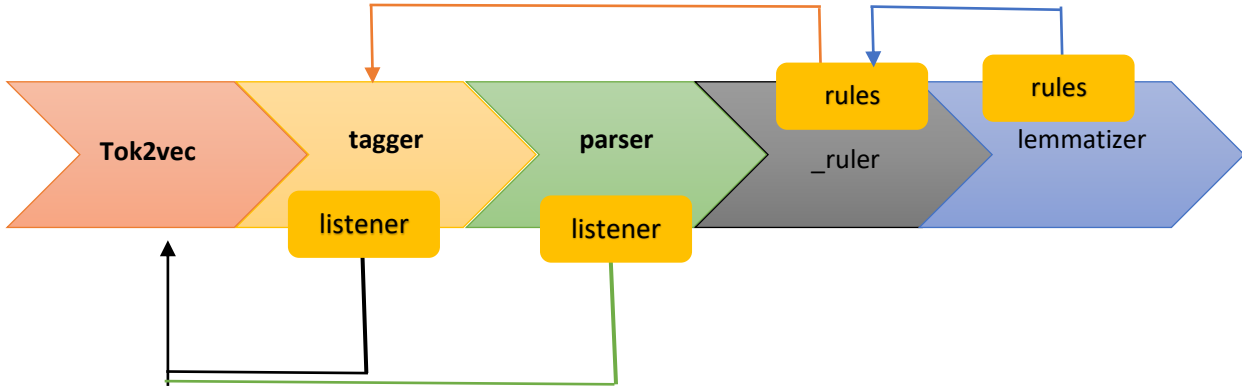 Tok2vec
tagger
parser
_ruler
lemmatizer
rules
rules
listener
listener